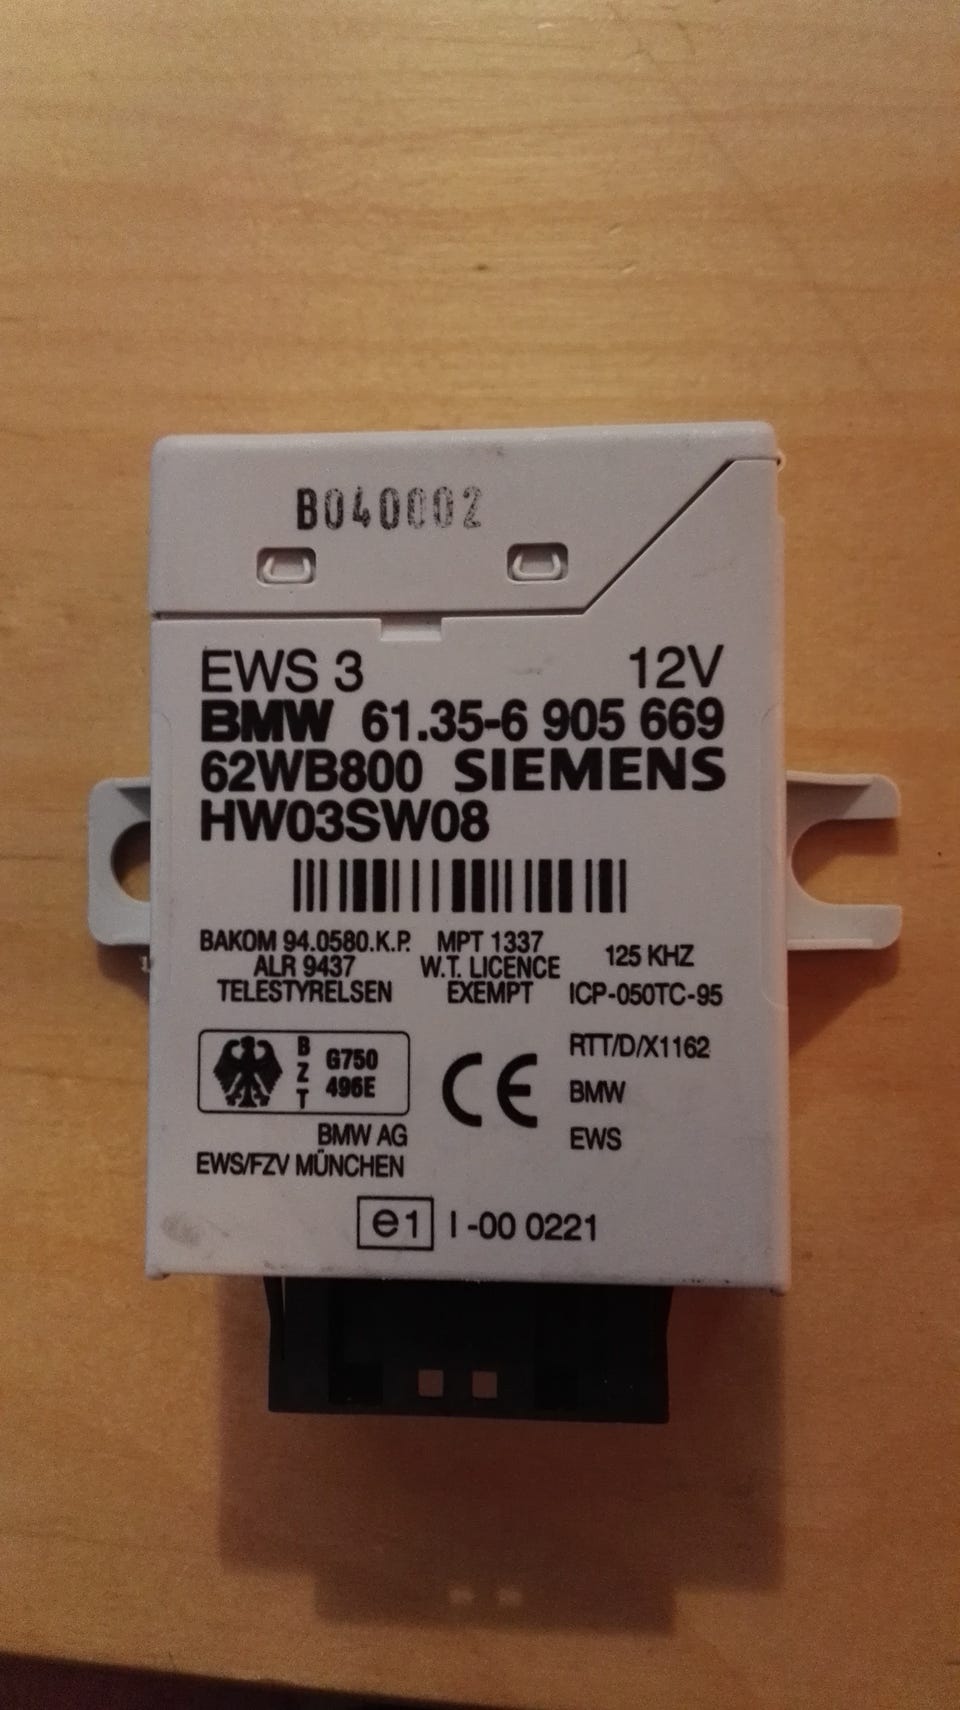 B040002
EWS 3 12V
BMW 61.35-6 905 669
62WB800 SIEMENS
HW03SW08
BAKOM 94.0580.K.P. MPT 1337 125 KHZ
ALR 9437 W.T. LICENCE
TELESTYRELSEN EXEMPT ICP-050TC-95
B Z T G750 496E
CE
RTT/D/X1162
BMW
EWS
BMW AG
EWS/FZV MÜNCHEN
e1 I -00 0221